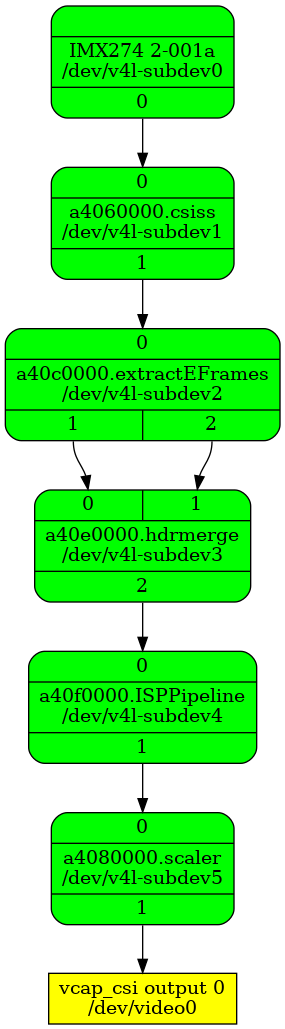 IMX274 2-001a
/dev/v4l-subdev0
0
0
a4060000.csiss
/dev/v4l-subdev1
1
0
a40c0000.extractEFrames
/dev/v4l-subdev2
1 2
0 1
a40e0000.hdrmerge
/dev/v4l-subdev3
2
0
a40f0000.ISPPipeline
/dev/v4l-subdev4
1
0
a4080000.scaler
/dev/v4l-subdev5
1
vcap_csi output 0
/dev/video0